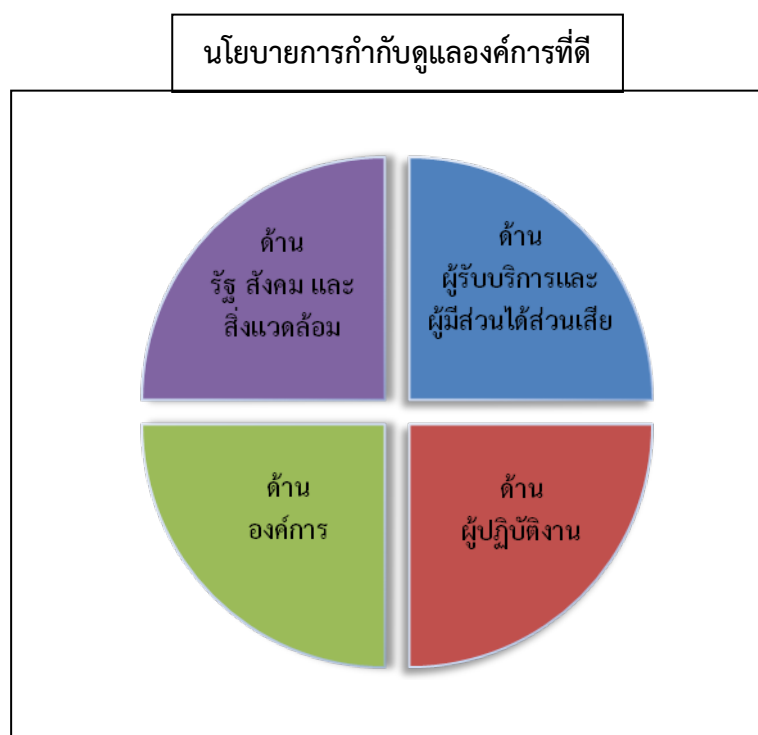 นโยบายการกำกับดูแลองค์การที่ดี
ด้าน
รัฐ สังคม และ
สิ่งแวดล้อม
ด้าน
ผู้รับบริการและ
ผู้มีส่วนได้ส่วนเสีย
ด้าน
องค์การ
ด้าน
ผู้ปฏิบัติงาน